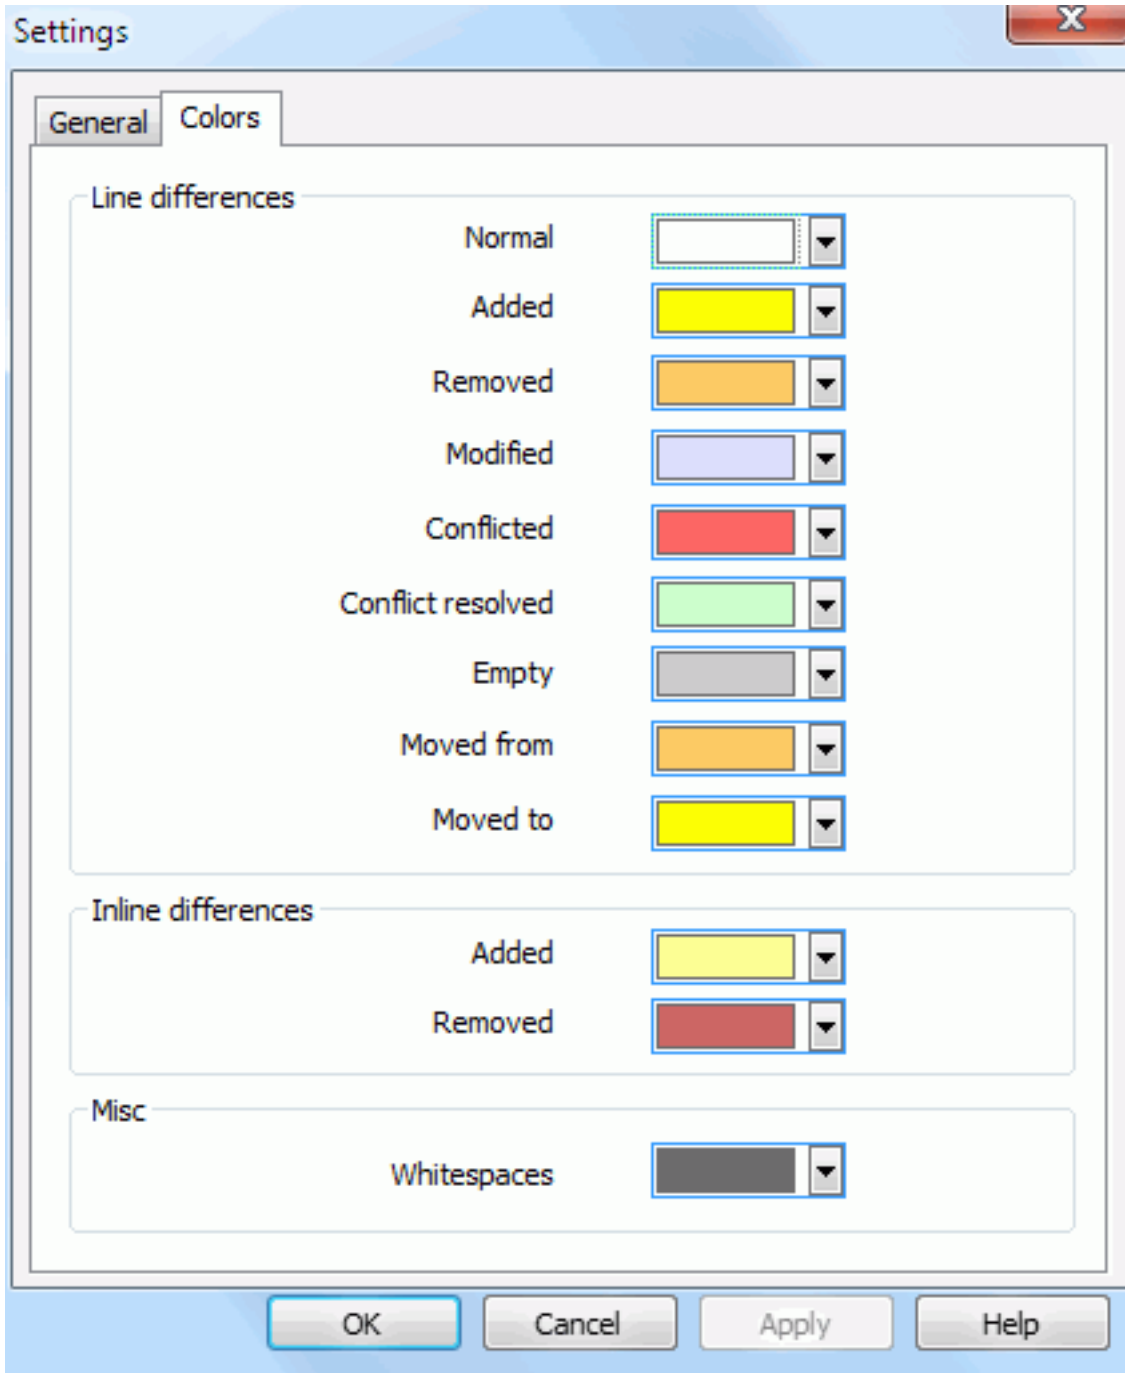 Settings
General
Colors
Line differences
Normal
Added
Removed
Modified
Conflicted
Conflict resolved
Empty
Moved from
Moved to
Inline differences
Added
Removed
Misc
Whitespaces
OK
Cancel
Apply
Help